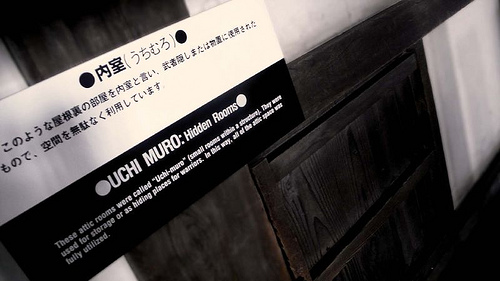 ●内室(うちむろ)●
このような屋根裏の部屋を内室と言い、武者隠しまたは物置に使用された
もので、空間を無駄なく利用しています。
●UCHI MURO: Hidden Rooms●
These attic rooms were called "Uchi-muro" (small rooms within a structure). They were
used for storage or as hiding places for warriors. In this way, all of the attic space was
fully utilized.